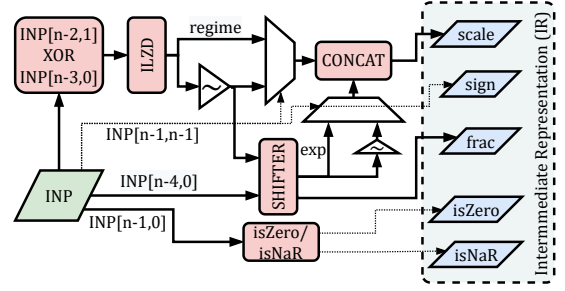 INP[n-2,1]
XOR
INP[n-3,0]
ILZD
regime
~
CONCAT
scale
sign
INP[n-1,n-1]
exp
~
frac
SHIFTER
INP
INP[n-4,0]
INP[n-1,0]
isZero/
isNaR
isZero
isNaR
Intermmediate Representation (IR)